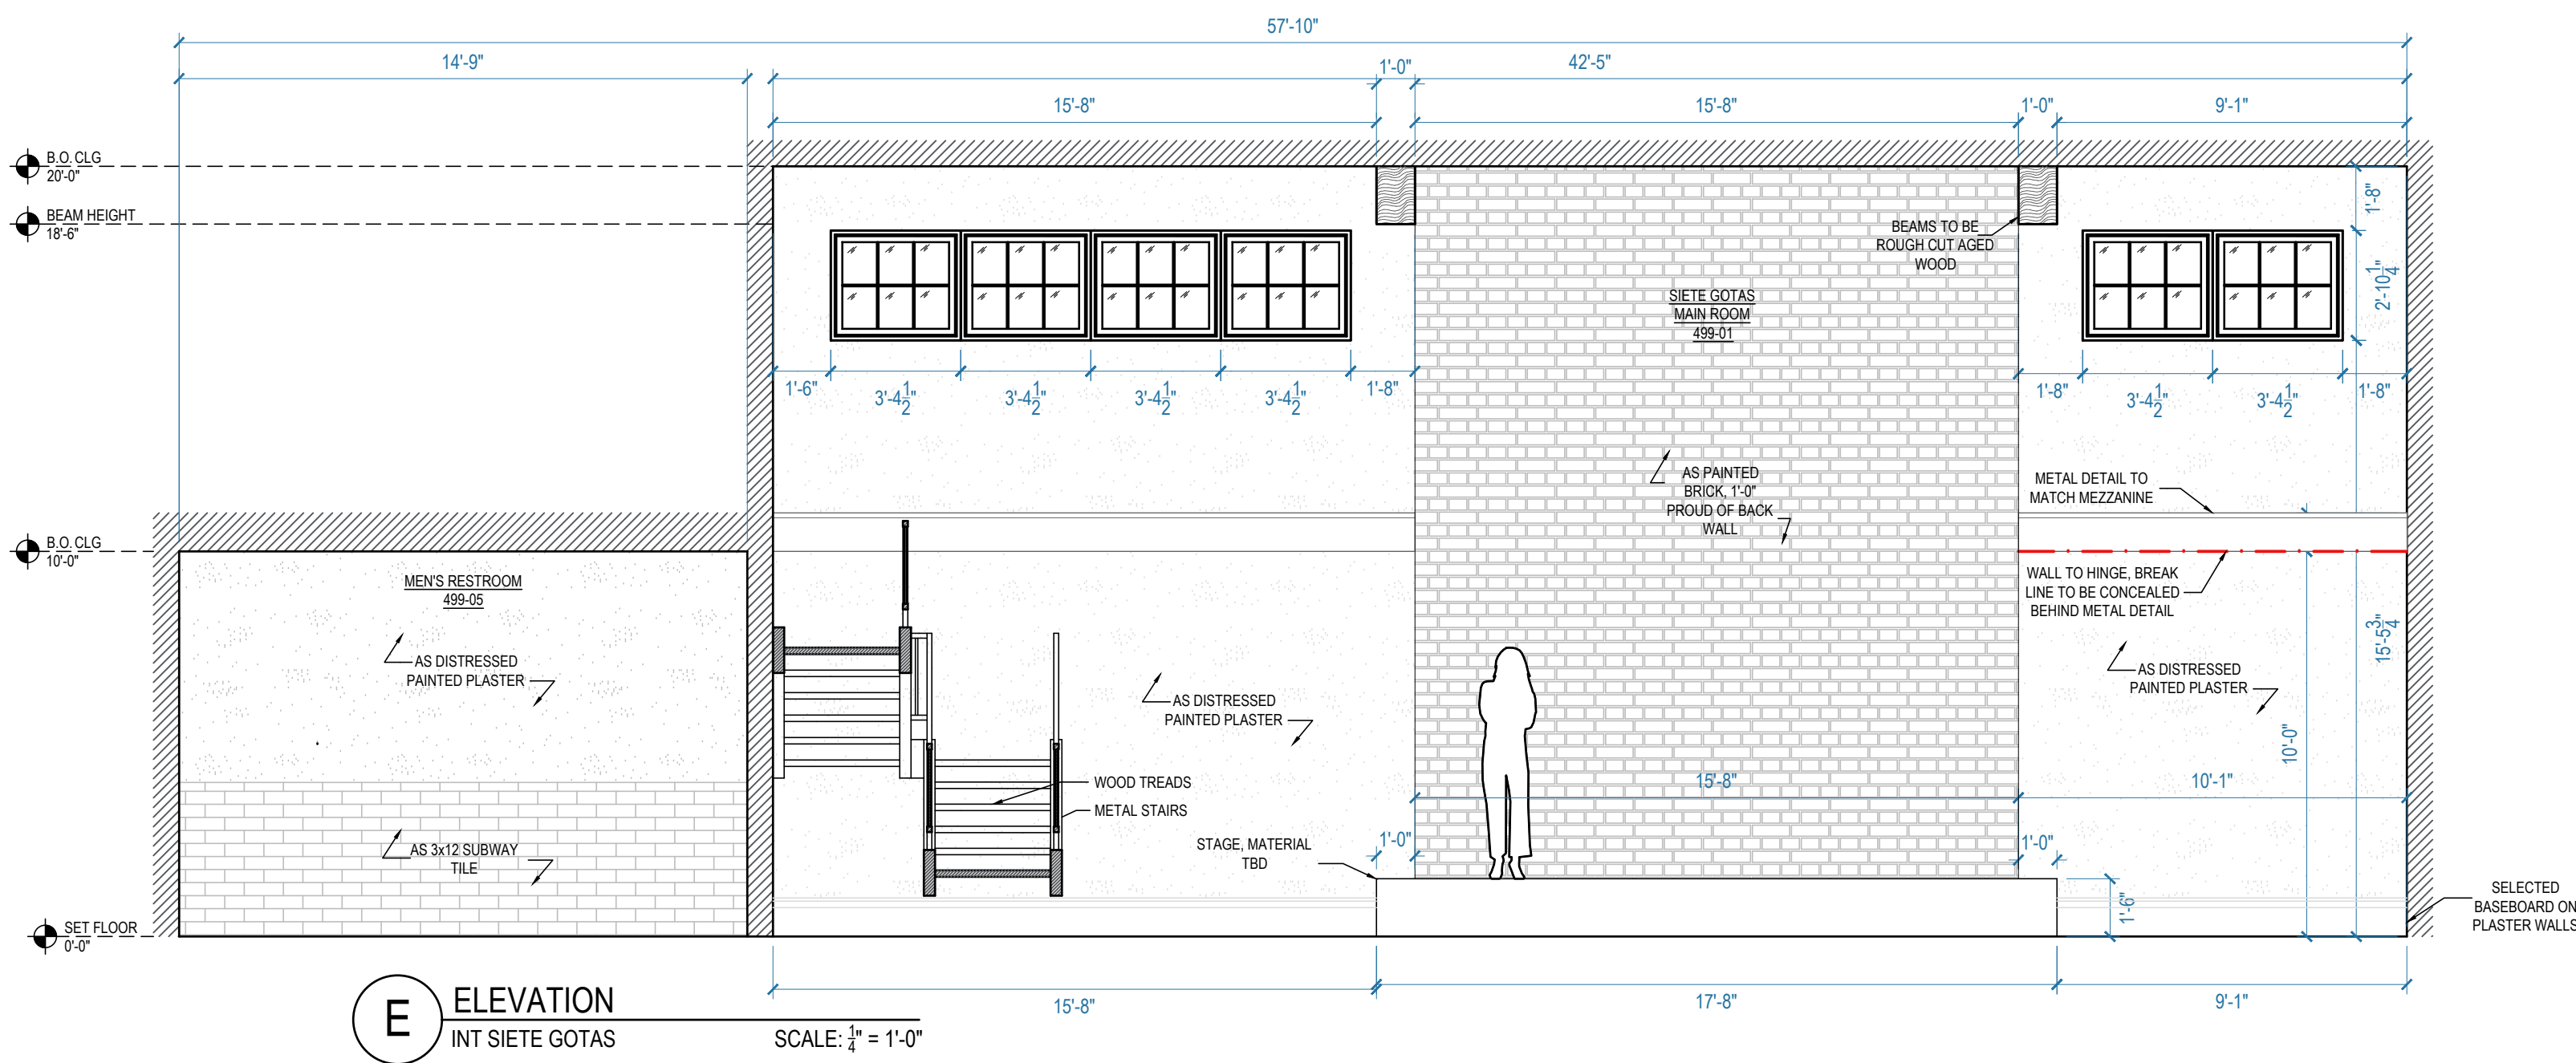 57'-10"
14'-9"
1'-0"
42'-5"
15'-8"
15'-8"
1'-0"
9'-1"
B.O. CLG
20'-0"
BEAM HEIGHT
18'-6"
1'-8"
BEAMS TO BE
ROUGH CUT AGED
WOOD
2'-10 1/4"
SIETE GOTAS
MAIN ROOM
499-01
1'-6"
3'-4 1/2"
3'-4 1/2"
3'-4 1/2"
3'-4 1/2"
1'-8"
1'-8"
3'-4 1/2"
3'-4 1/2"
1'-8"
AS PAINTED
BRICK, 1'-0"
PROUD OF BACK
WALL
METAL DETAIL TO
MATCH MEZZANINE
B.O. CLG
10'-0"
MEN'S RESTROOM
499-05
WALL TO HINGE, BREAK
LINE TO BE CONCEALED
BEHIND METAL DETAIL
15'-5 3/4"
AS DISTRESSED
PAINTED PLASTER
AS DISTRESSED
PAINTED PLASTER
AS DISTRESSED
PAINTED PLASTER
10'-0"
WOOD TREADS
METAL STAIRS
15'-8"
10'-1"
STAGE, MATERIAL
TBD
1'-0"
1'-0"
AS 3x12 SUBWAY
TILE
1'-6"
SELECTED
BASEBOARD ON
PLASTER WALLS
SET FLOOR
0'-0"
15'-8"
17'-8"
9'-1"
E
ELEVATION
INT SIETE GOTAS
SCALE: 1/4" = 1'-0"